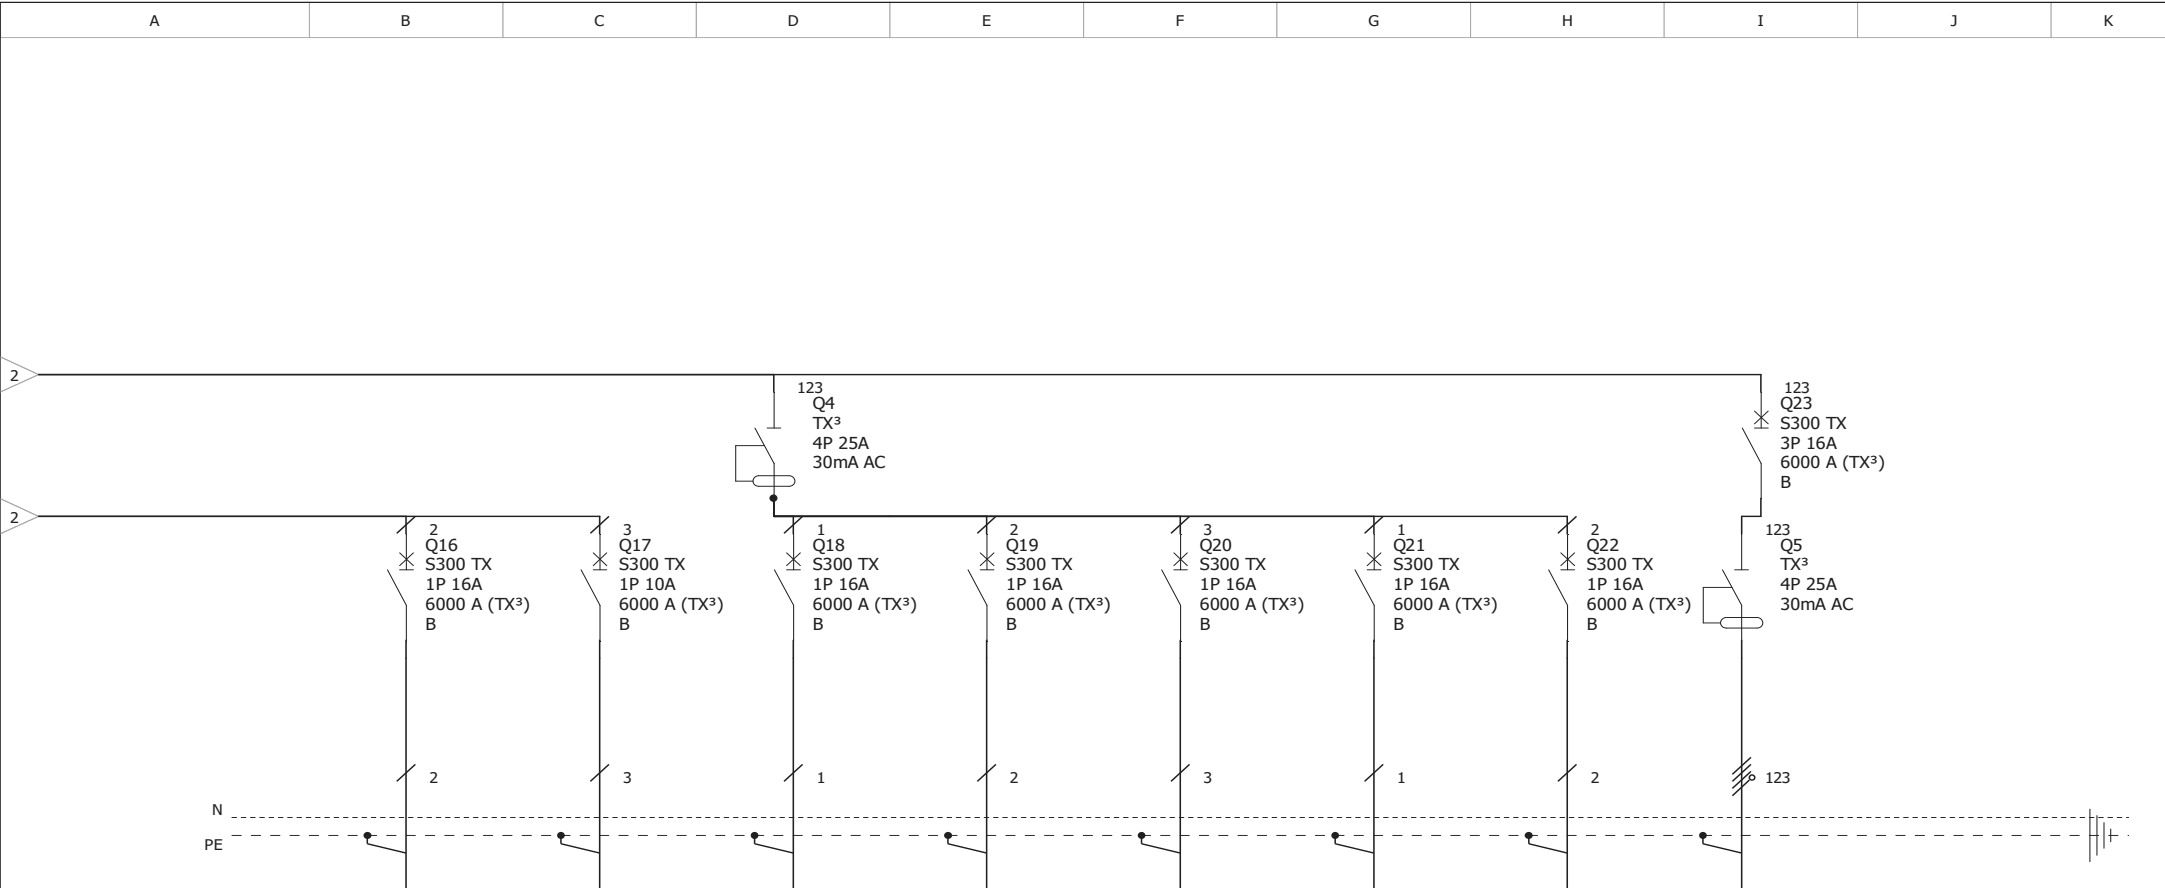 A B C D E F G H I J K
2
123
Q4
TX³
4P 25A
30mA AC
123
Q23
S300 TX
3P 16A
6000 A (TX³)
B
2
2
Q16
S300 TX
1P 16A
6000 A (TX³)
B
3
Q17
S300 TX
1P 10A
6000 A (TX³)
B
1
Q18
S300 TX
1P 16A
6000 A (TX³)
B
2
Q19
S300 TX
1P 16A
6000 A (TX³)
B
3
Q20
S300 TX
1P 16A
6000 A (TX³)
B
1
Q21
S300 TX
1P 16A
6000 A (TX³)
B
2
Q22
S300 TX
1P 16A
6000 A (TX³)
B
123
Q5
TX³
4P 25A
30mA AC
2 3 1 2 3 1 2 123
N
PE